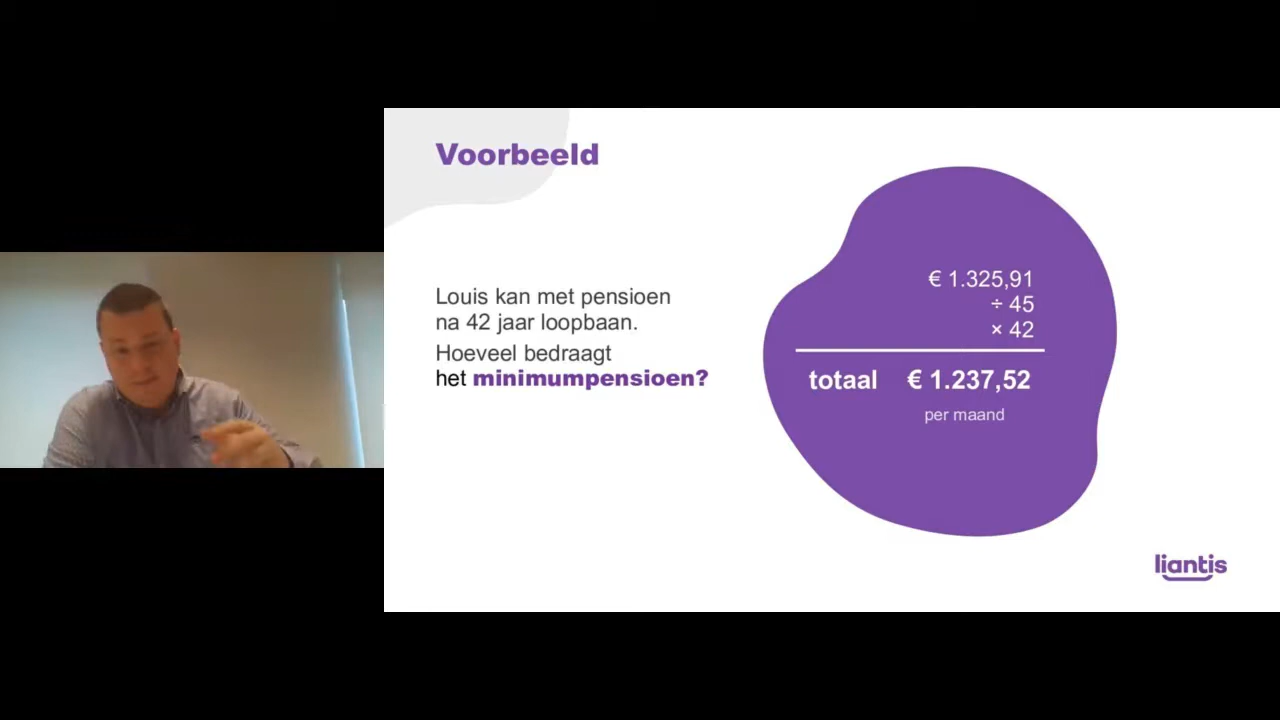 Voorbeeld
Louis kan met pensioen
na 42 jaar loopbaan.
Hoeveel bedraagt
het minimumpensioen?
€ 1.325,91
÷ 45
× 42
totaal € 1.237,52
per maand
liantis